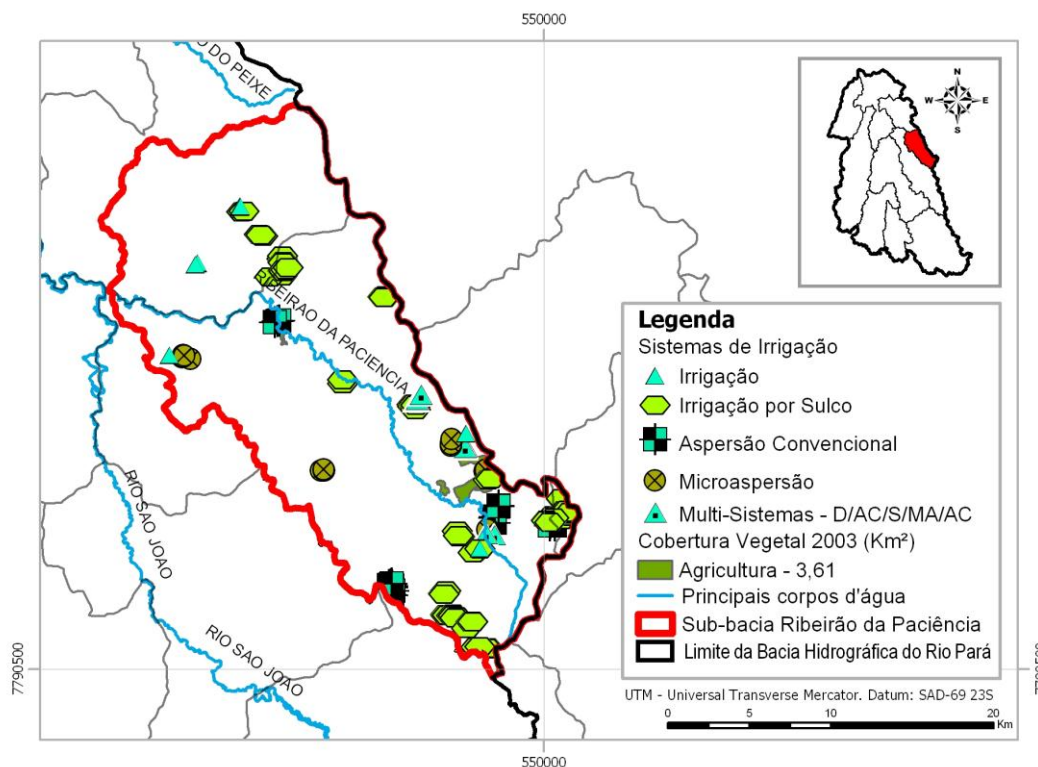 550000
O DO PEIXE
N
W E
S
RIBEIRAO DA PACIENCIA
RIO SAO JOAO
RIO SAO JOAO
Legenda
Sistemas de Irrigação
Irrigação
Irrigação por Sulco
Aspersão Convencional
Microaspersão
Multi-Sistemas - D/AC/S/MA/AC
Cobertura Vegetal 2003 (Km²)
Agricultura - 3,61
Principais corpos d'água
Sub-bacia Ribeirão da Paciência
Limite da Bacia Hidrográfica do Rio Pará
7790500
7790500
UTM - Universal Transverse Mercator. Datum: SAD-69 23S
0 5 10 20
Km
550000